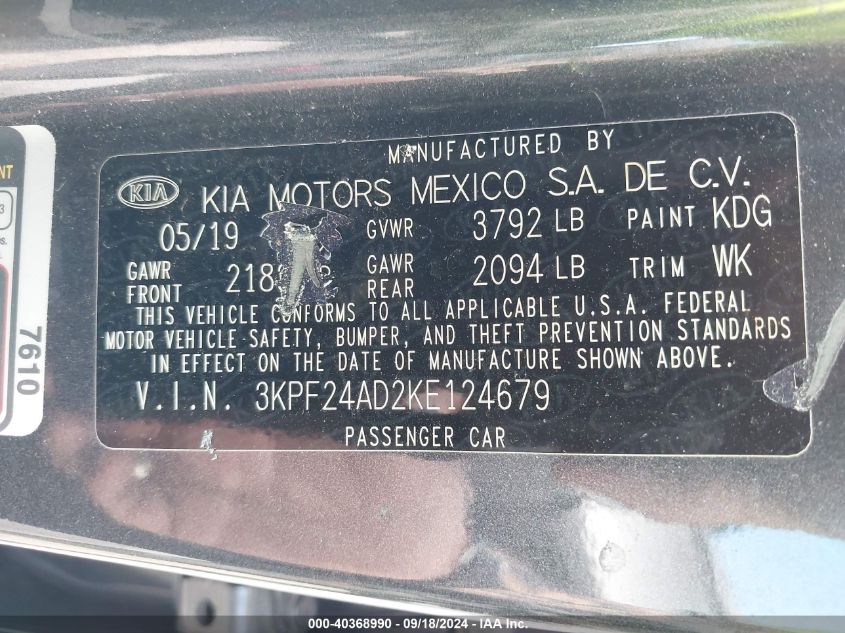 MANUFACTURED BY
KIA KIA MOTORS MEXICO S.A. DE C.V.
05/19 GVWR 3792 LB PAINT KDG
GAWR FRONT GAWR REAR 2094 LB TRIM WK
THIS VEHICLE CONFORMS TO ALL APPLICABLE U.S.A. FEDERAL
MOTOR VEHICLE SAFETY, BUMPER, AND THEFT PREVENTION STANDARDS
IN EFFECT ON THE DATE OF MANUFACTURE SHOWN ABOVE.
V.I.N. 3KPF24AD2KE124679
PASSENGER CAR
NT
3
7610
000-40368990 - 09/18/2024 - IAA Inc.